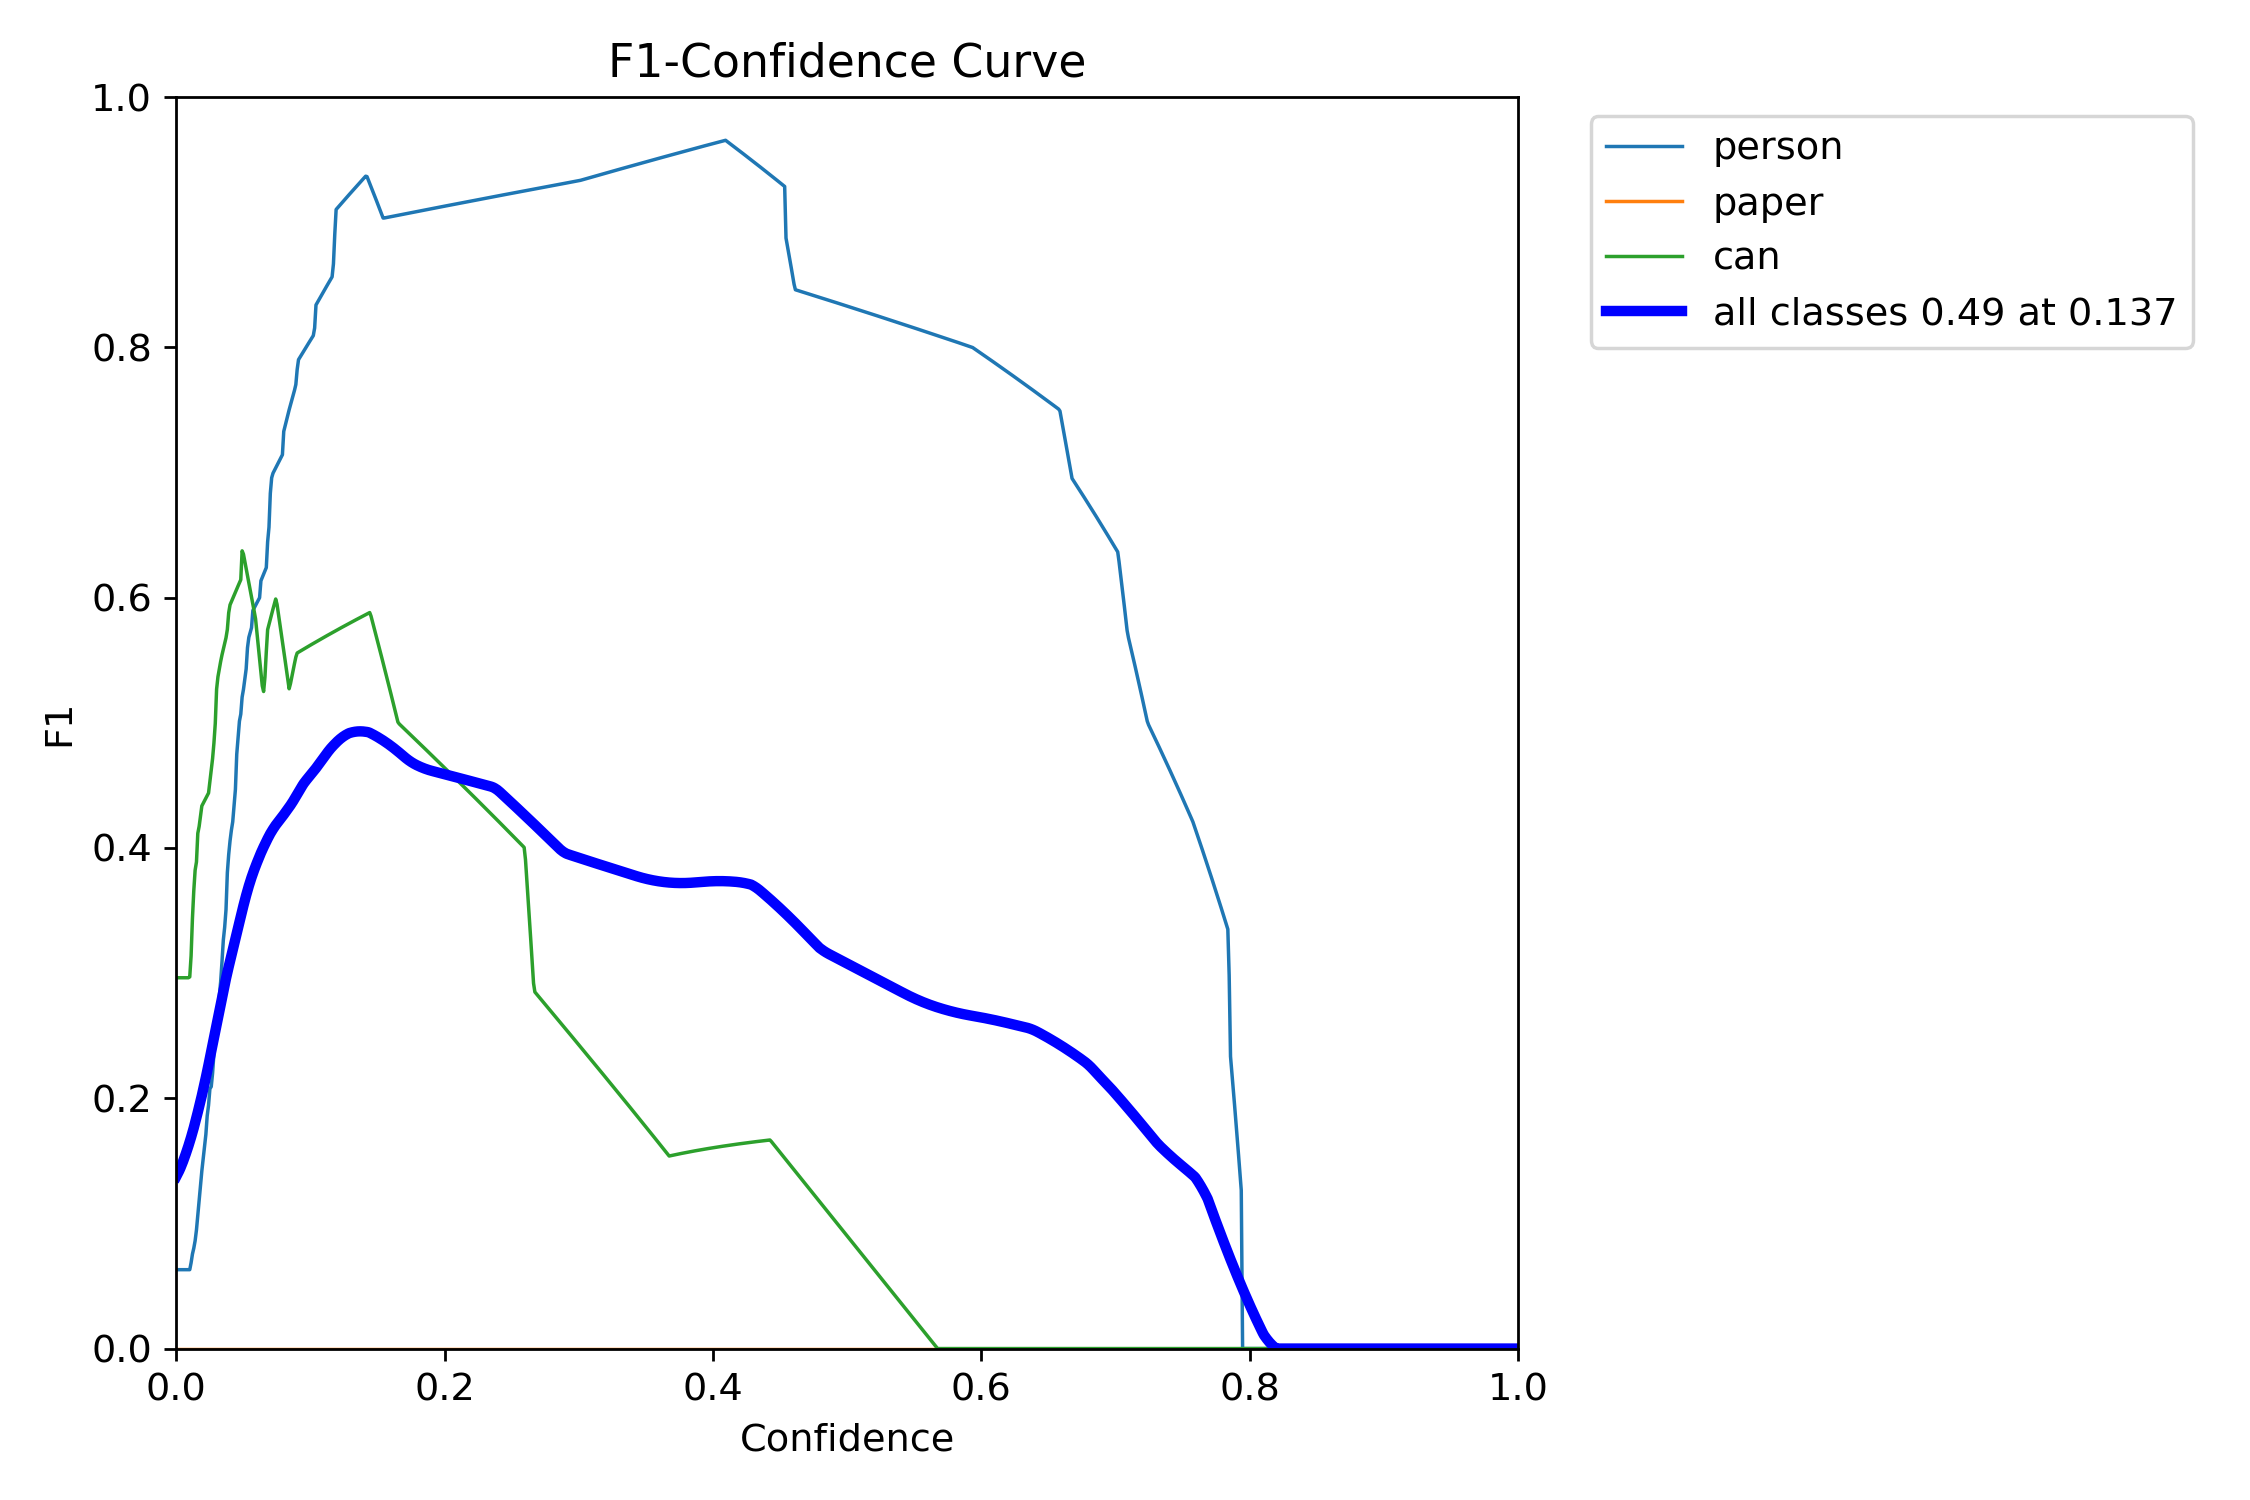 F1-Confidence Curve
1.0
0.8
0.6
0.4
0.2
0.0
F1
0.0 0.2 0.4 0.6 0.8 1.0
Confidence
person
paper
can
all classes 0.49 at 0.137